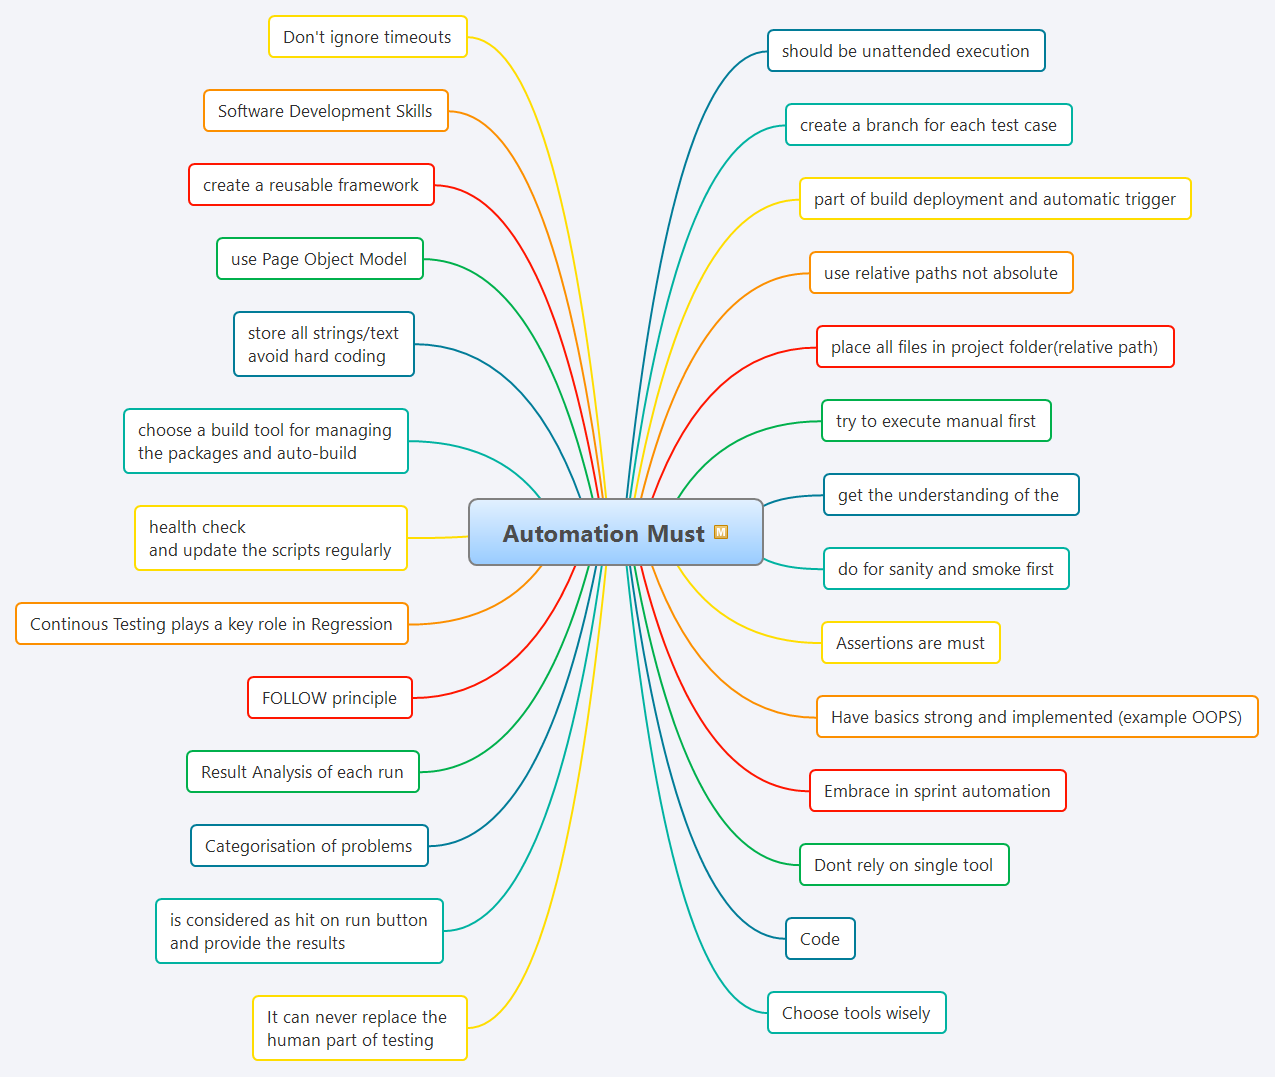 Automation Must
M
should be unattended execution
create a branch for each test case
part of build deployment and automatic trigger
use relative paths not absolute
place all files in project folder(relative path)
try to execute manual first
get the understanding of the
do for sanity and smoke first
Assertions are must
Have basics strong and implemented (example OOPS)
Embrace in sprint automation
Dont rely on single tool
Code
Choose tools wisely
Don't ignore timeouts
Software Development Skills
create a reusable framework
use Page Object Model
store all strings/text
avoid hard coding
choose a build tool for managing
the packages and auto-build
health check
and update the scripts regularly
Continous Testing plays a key role in Regression
FOLLOW principle
Result Analysis of each run
Categorisation of problems
is considered as hit on run button
and provide the results
It can never replace the
human part of testing